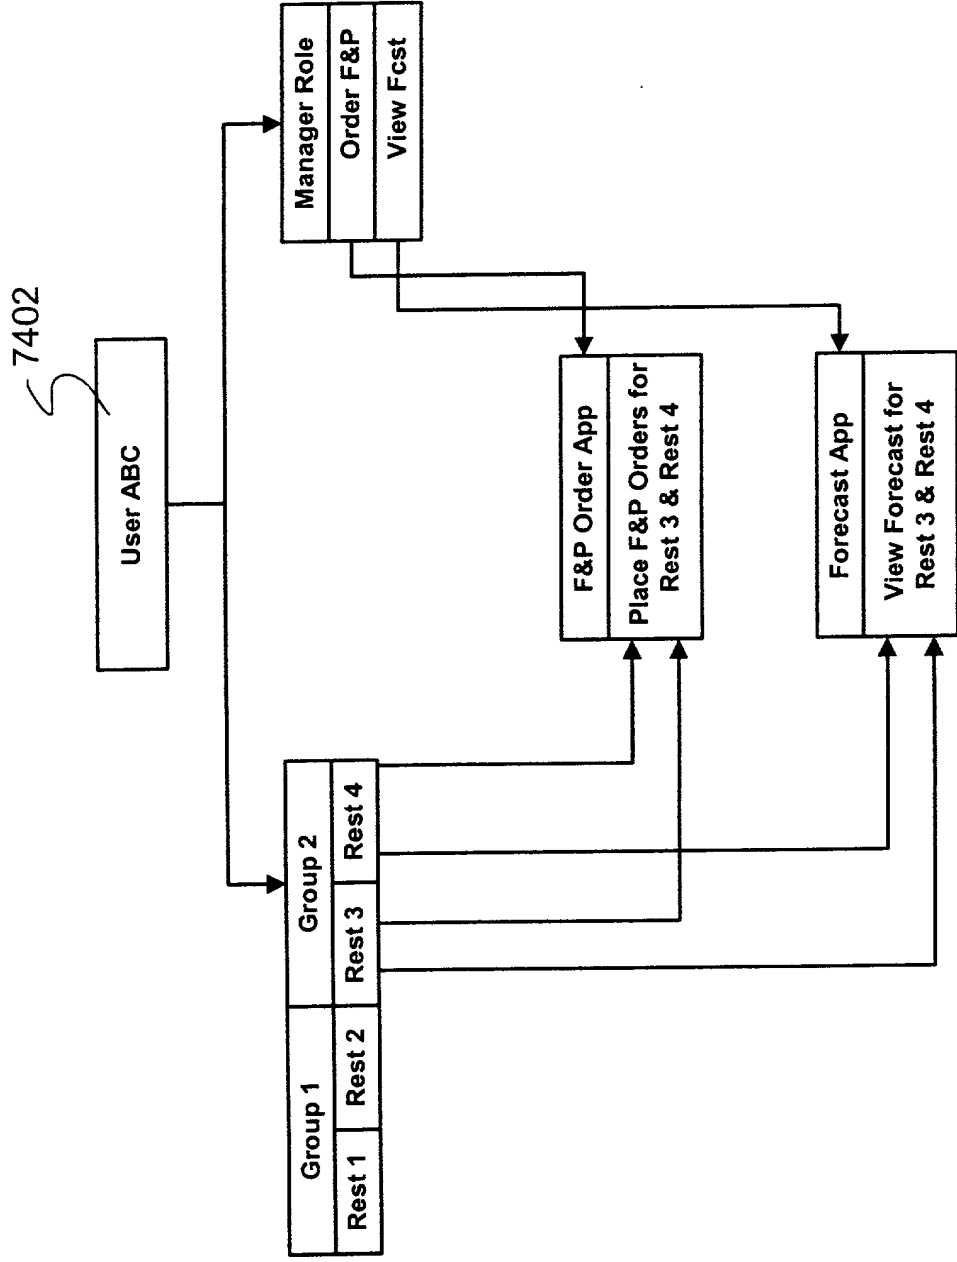 7402
User ABC
Group 1
Group 2
Rest 1
Rest 2
Rest 3
Rest 4
Manager Role
Order F&P
View Fcst
F&P Order App
Place F&P Orders for
Rest 3 & Rest 4
Forecast App
View Forecast for
Rest 3 & Rest 4